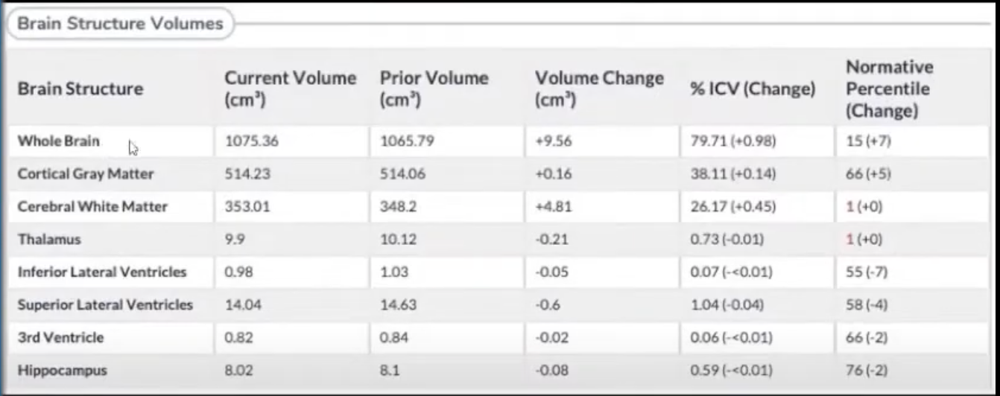 Brain Structure Volumes
Brain Structure Current Volume (cm³) Prior Volume (cm³) Volume Change (cm³) % ICV (Change) Normative Percentile (Change)
Whole Brain 1075.36 1065.79 +9.56 79.71 (+0.98) 15 (+7)
Cortical Gray Matter 514.23 514.06 +0.16 38.11 (+0.14) 66 (+5)
Cerebral White Matter 353.01 348.2 +4.81 26.17 (+0.45) 1 (+0)
Thalamus 9.9 10.12 -0.21 0.73 (-0.01) 1 (+0)
Inferior Lateral Ventricles 0.98 1.03 -0.05 0.07 (-<0.01) 55 (-7)
Superior Lateral Ventricles 14.04 14.63 -0.6 1.04 (-0.04) 58 (-4)
3rd Ventricle 0.82 0.84 -0.02 0.06 (-<0.01) 66 (-2)
Hippocampus 8.02 8.1 -0.08 0.59 (-<0.01) 76 (-2)